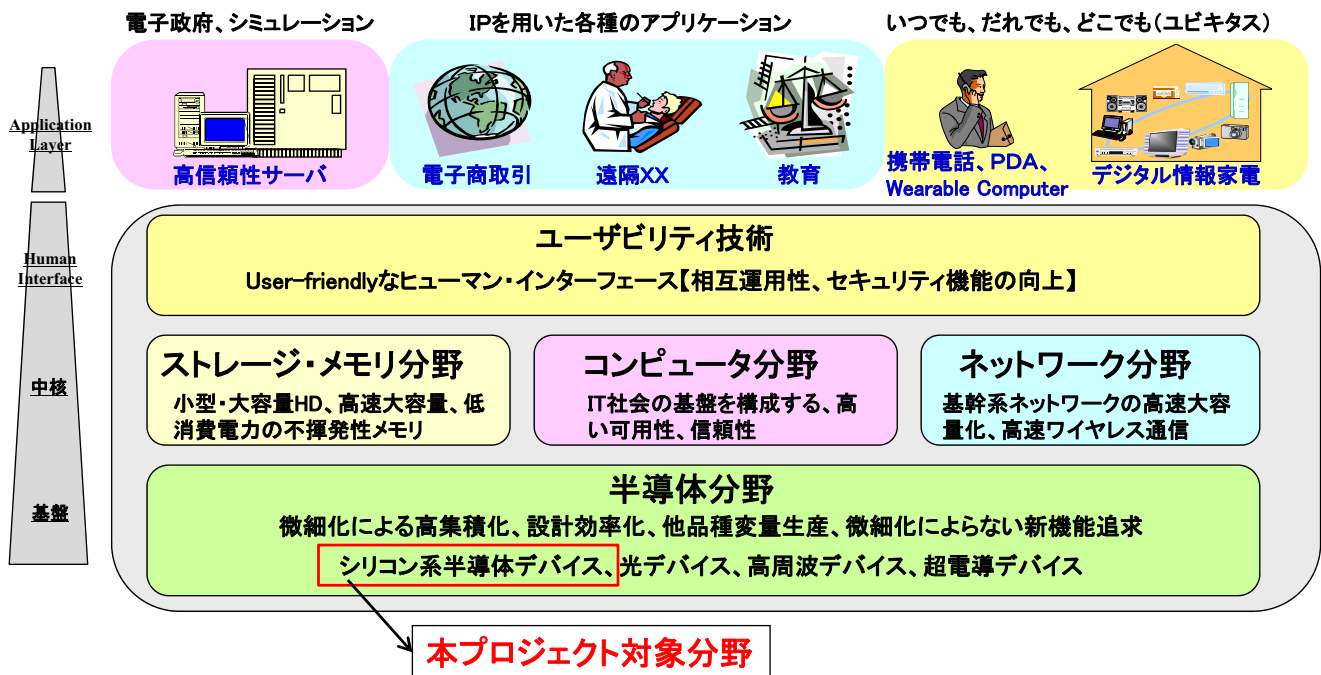 電子政府、シミュレーション
IPを用いた各種のアプリケーション
いつでも、だれでも、どこでも(ユビキタス)
Application
Layer
高信頼性サーバ
電子商取引
遠隔XX
教育
携帯電話、PDA、
Wearable Computer
デジタル情報家電
Human
Interface
ユーザビリティ技術
User-friendlyなヒューマン・インターフェース【相互運用性、セキュリティ機能の向上】
中核
ストレージ・メモリ分野
小型・大容量HD、高速大容量、低
消費電力の不揮発性メモリ
コンピュータ分野
IT社会の基盤を構成する、高
い可用性、信頼性
ネットワーク分野
基幹系ネットワークの高速大容
量化、高速ワイヤレス通信
基盤
半導体分野
微細化による高集積化、設計効率化、他品種変量生産、微細化によらない新機能追求
シリコン系半導体デバイス、光デバイス、高周波デバイス、超電導デバイス
本プロジェクト対象分野